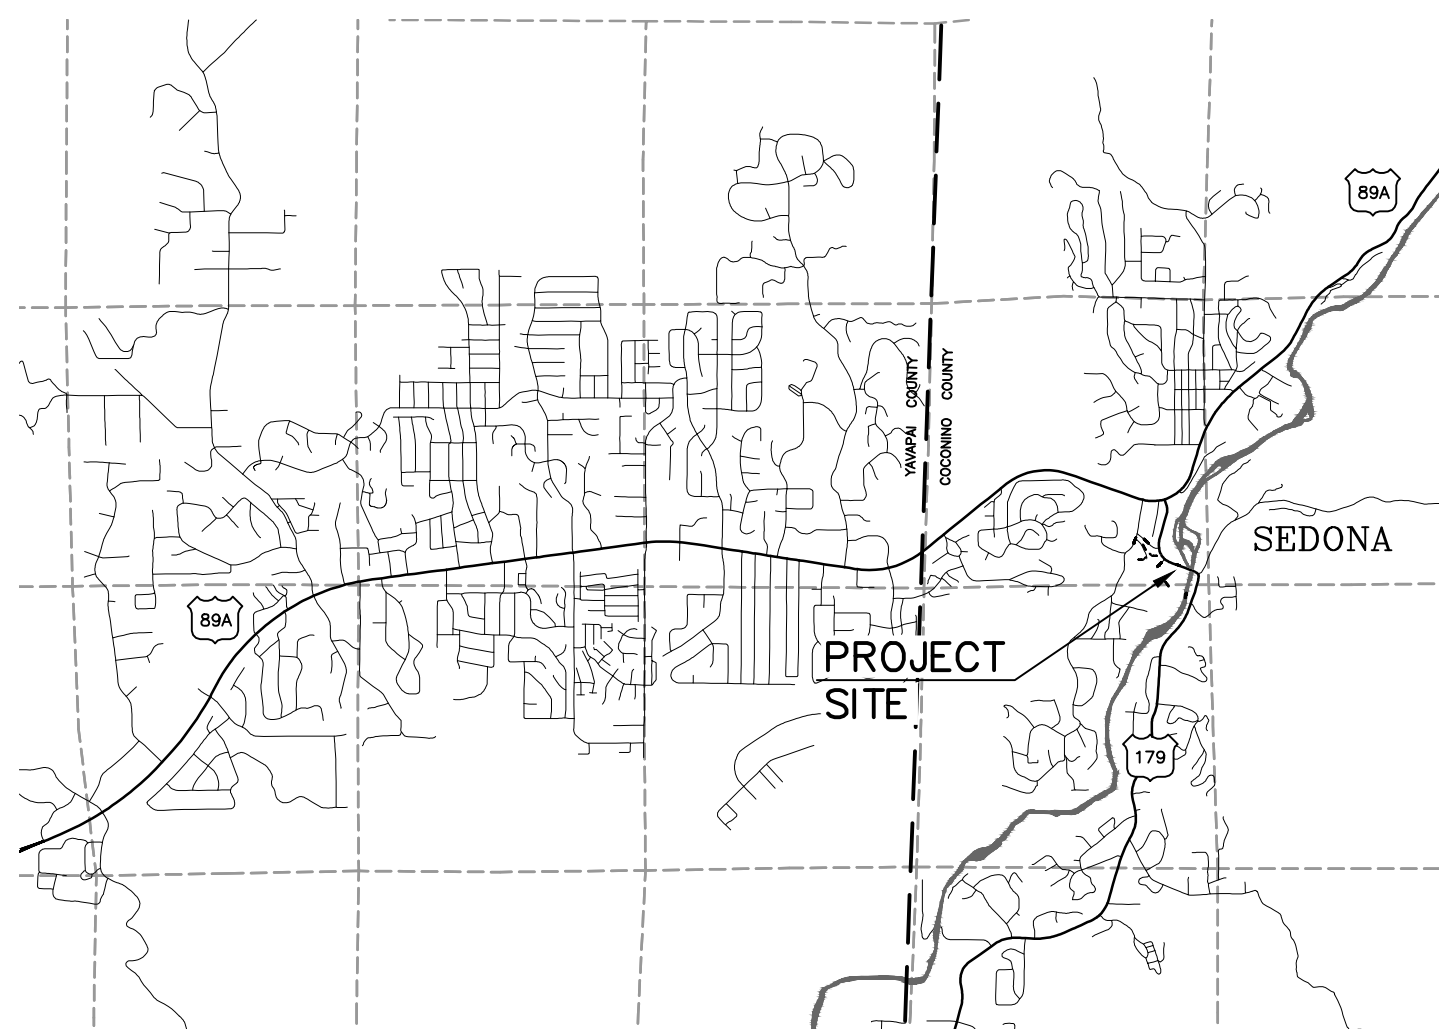 89A
YAVAPAI COUNTY
COCONINO COUNTY
SEDONA
89A
PROJECT
SITE
179